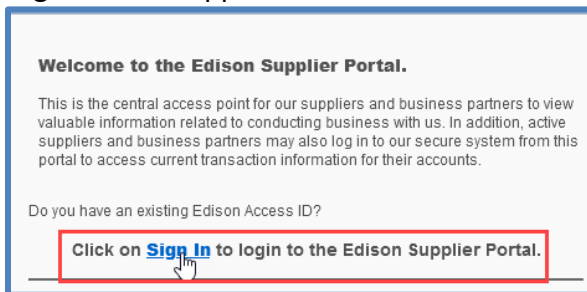 Welcome to the Edison Supplier Portal.
This is the central access point for our suppliers and business partners to view
valuable information related to conducting business with us. In addition, active
suppliers and business partners may also log in to our secure system from this
portal to access current transaction information for their accounts.
Do you have an existing Edison Access ID?
Click on Sign In to login to the Edison Supplier Portal.